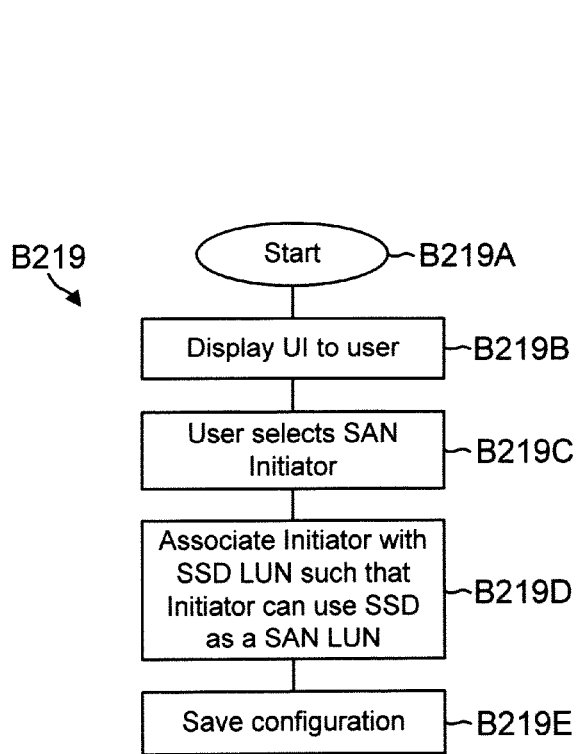 B219
Start
B219A
Display UI to user
B219B
User selects SAN
Initiator
B219C
Associate Initiator with
SSD LUN such that
Initiator can use SSD
as a SAN LUN
B219D
Save configuration
B219E